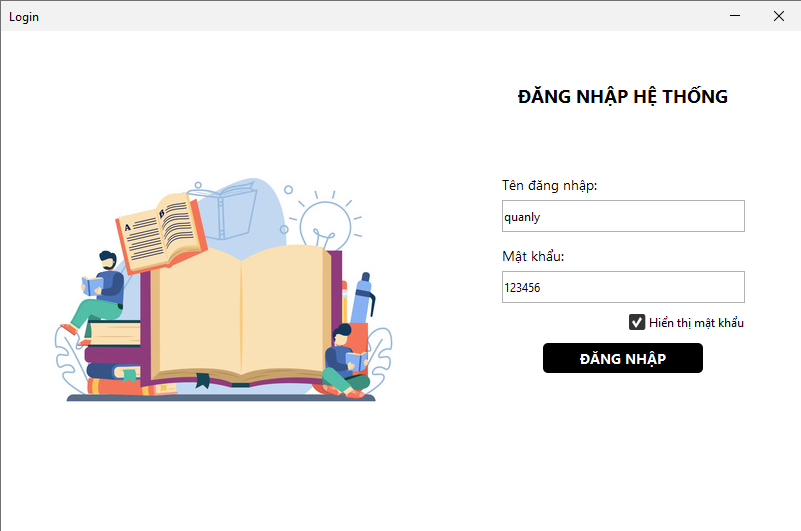 Login
ĐĂNG NHẬP HỆ THỐNG
Tên đăng nhập:
quanly
Mật khẩu:
123456
Hiển thị mật khẩu
ĐĂNG NHẬP
A
B